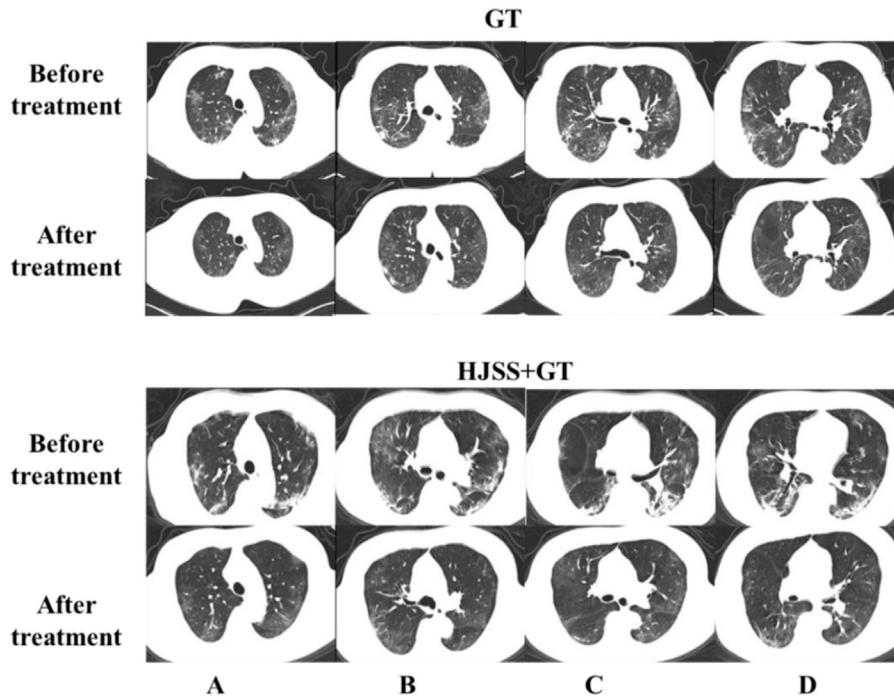 GT
Before
treatment
After
treatment
HJSS+GT
Before
treatment
After
treatment
A B C D